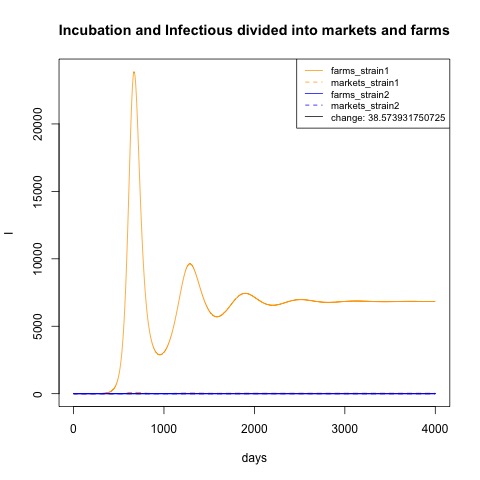 Incubation and Infectious divided into markets and farms
farms_strain1
markets_strain1
farms_strain2
markets_strain2
change: 38.573931750725
I
20000
15000
10000
5000
0
0 1000 2000 3000 4000
days